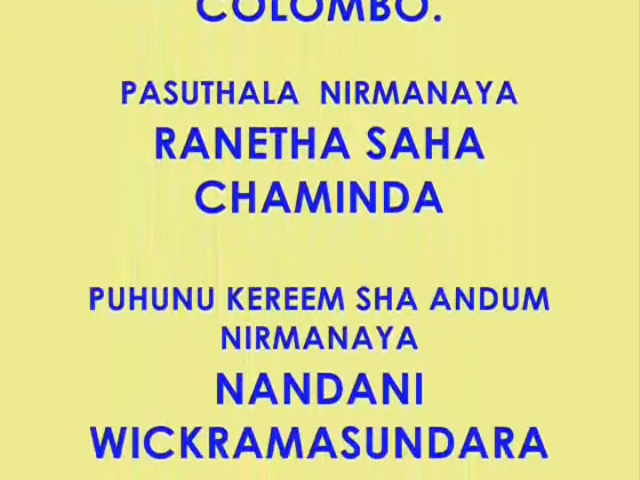 COLOMBO.
PASUTHALA NIRMANAYA
RANETHA SAHA
CHAMINDA
PUHUNU KEREEM SHA ANDUM
NIRMANAYA
NANDANI
WICKRAMASUNDARA